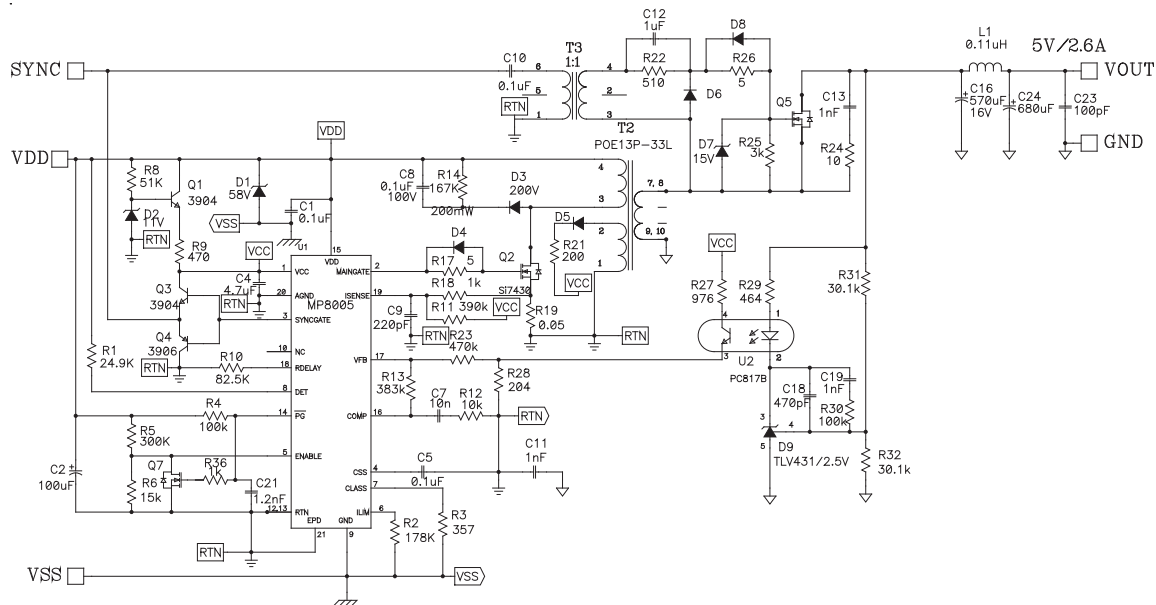 SYNC
VDD
VSS
VOUT
GND
5V/2.6A
C10
0.1uF
6
5
1
RTN
T3
1:1
4
2
3
C12
1uF
R22
510
D6
D8
R26
5
D7
15V
R25
3k
Q5
C13
1nF
R24
10
L1
0.11uH
C16
570uF
16V
C24
680uF
C23
100pF
VDD
R8
51K
Q1
3904
D2
11V
RTN
D1
58V
VSS
C1
0.1uF
R9
470
VCC
C4
4.7uF
RTN
Q3
3904
Q4
3906
RTN
R10
82.5K
R1
24.9K
R4
100k
R5
300K
R6
15k
Q7
R36
1k
C21
1.2nF
C2
100uF
RTN
U1
MP8005
15
VDD
1
VCC
20
AGND
3
SYNCGATE
10
NC
18
RDELAY
8
DET
14
PG
5
ENABLE
12,13
RTN
EPD
21
GND
9
MAINGATE
2
ISENSE
19
VFB
17
COMP
16
CSS
4
CLASS
7
ILIM
6
C8
0.1uF
100V
R14
167K
200mW
D3
200V
T2
POE13P-33L
4
3
2
1
7, 8
9, 10
D5
R21
200
VCC
D4
R17
5
R18
1k
R11
390k
VCC
Q2
SI7430
R19
0.05
RTN
C9
220pF
RTN
R23
470k
R13
383k
C7
10n
R12
10k
R28
204
RTN
C5
0.1uF
C11
1nF
R2
178K
R3
357
VSS
VCC
R27
976
R29
464
4
1
3
2
U2
PC817B
R31
30.1k
C18
470pF
C19
1nF
R30
100k
3
4
5
D9
TLV431/2.5V
R32
30.1k